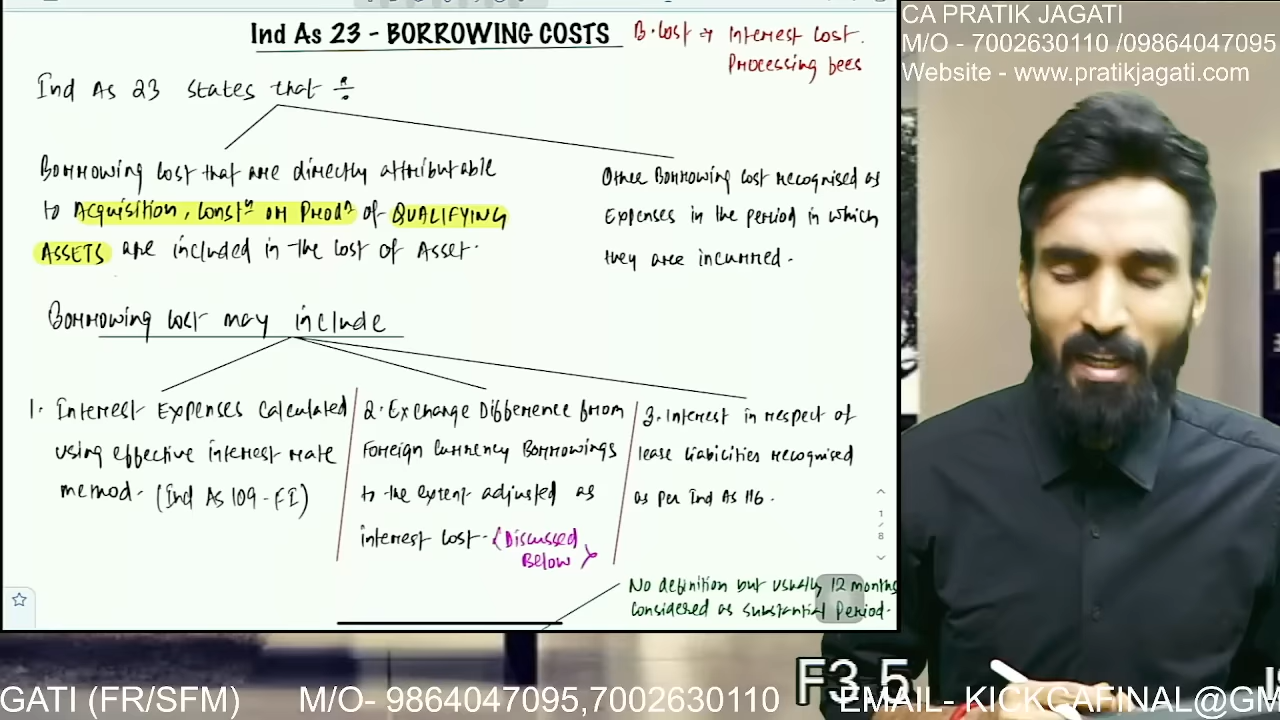 Ind As 23 - BORROWING COSTS
B.Cost → Interest Cost.
Processing fees
CA PRATIK JAGATI
M/O - 7002630110 /09864047095
Website - www.pratikjagati.com
Ind As 23 states that ÷
Borrowing Cost that are directly attributable
to Acquisition, Constⁿ or Prodⁿ of QUALIFYING
ASSETS are included in the Cost of Asset.
Other Borrowing Cost recognised as
Expenses in the period in which
they are incurred.
Borrowing Cost may include
1. Interest Expenses Calculated
using effective interest rate
method. (Ind As 109-FI)
2. Exchange Difference from
Foreign Currency Borrowings
to the extent adjusted as
interest Cost. (Discussed
Below)
3. Interest in respect of
lease liabilities recognised
as per Ind As 116.
1
/
8
No definition but usually 12 months
Considered as Substantial Period.
F3.5
GATI (FR/SFM) M/O- 9864047095,7002630110 EMAIL- KICKCAFINAL@GM